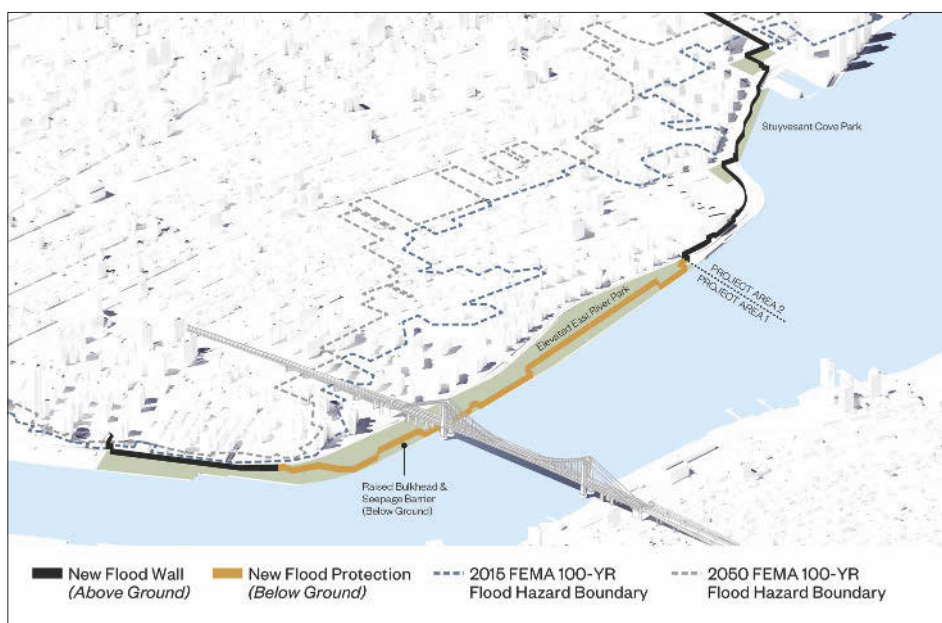 Stuyvesant Cove Park
PROJECT AREA 2
PROJECT AREA 1
Elevated East River Park
Raised Bulkhead &
Seepage Barrier
(Below Ground)
New Flood Wall
(Above Ground)
New Flood Protection
(Below Ground)
2015 FEMA 100-YR
Flood Hazard Boundary
2050 FEMA 100-YR
Flood Hazard Boundary